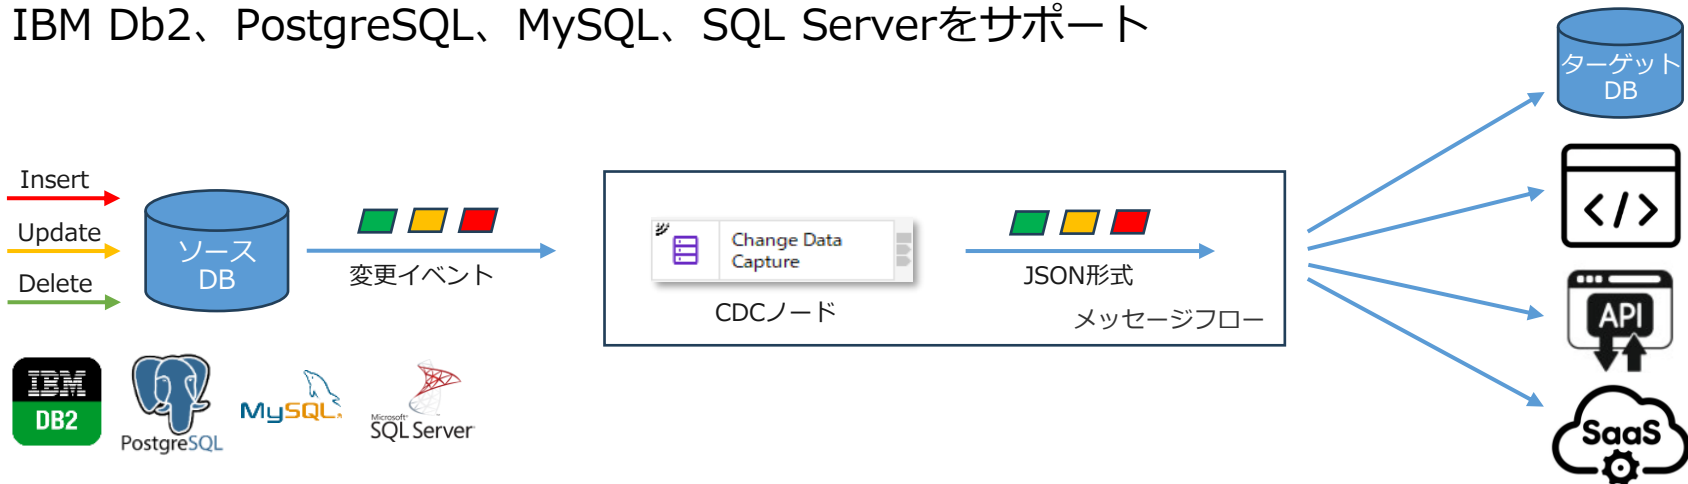 IBM Db2、PostgreSQL、MySQL、SQL Serverをサポート
ターゲット
DB
Insert
Update
Delete
ソース
DB
変更イベント
Change Data
Capture
CDCノード
JSON形式
メッセージフロー
</>
API
SaaS
IBM
DB2
PostgreSQL
MySQL
Microsoft
SQL Server